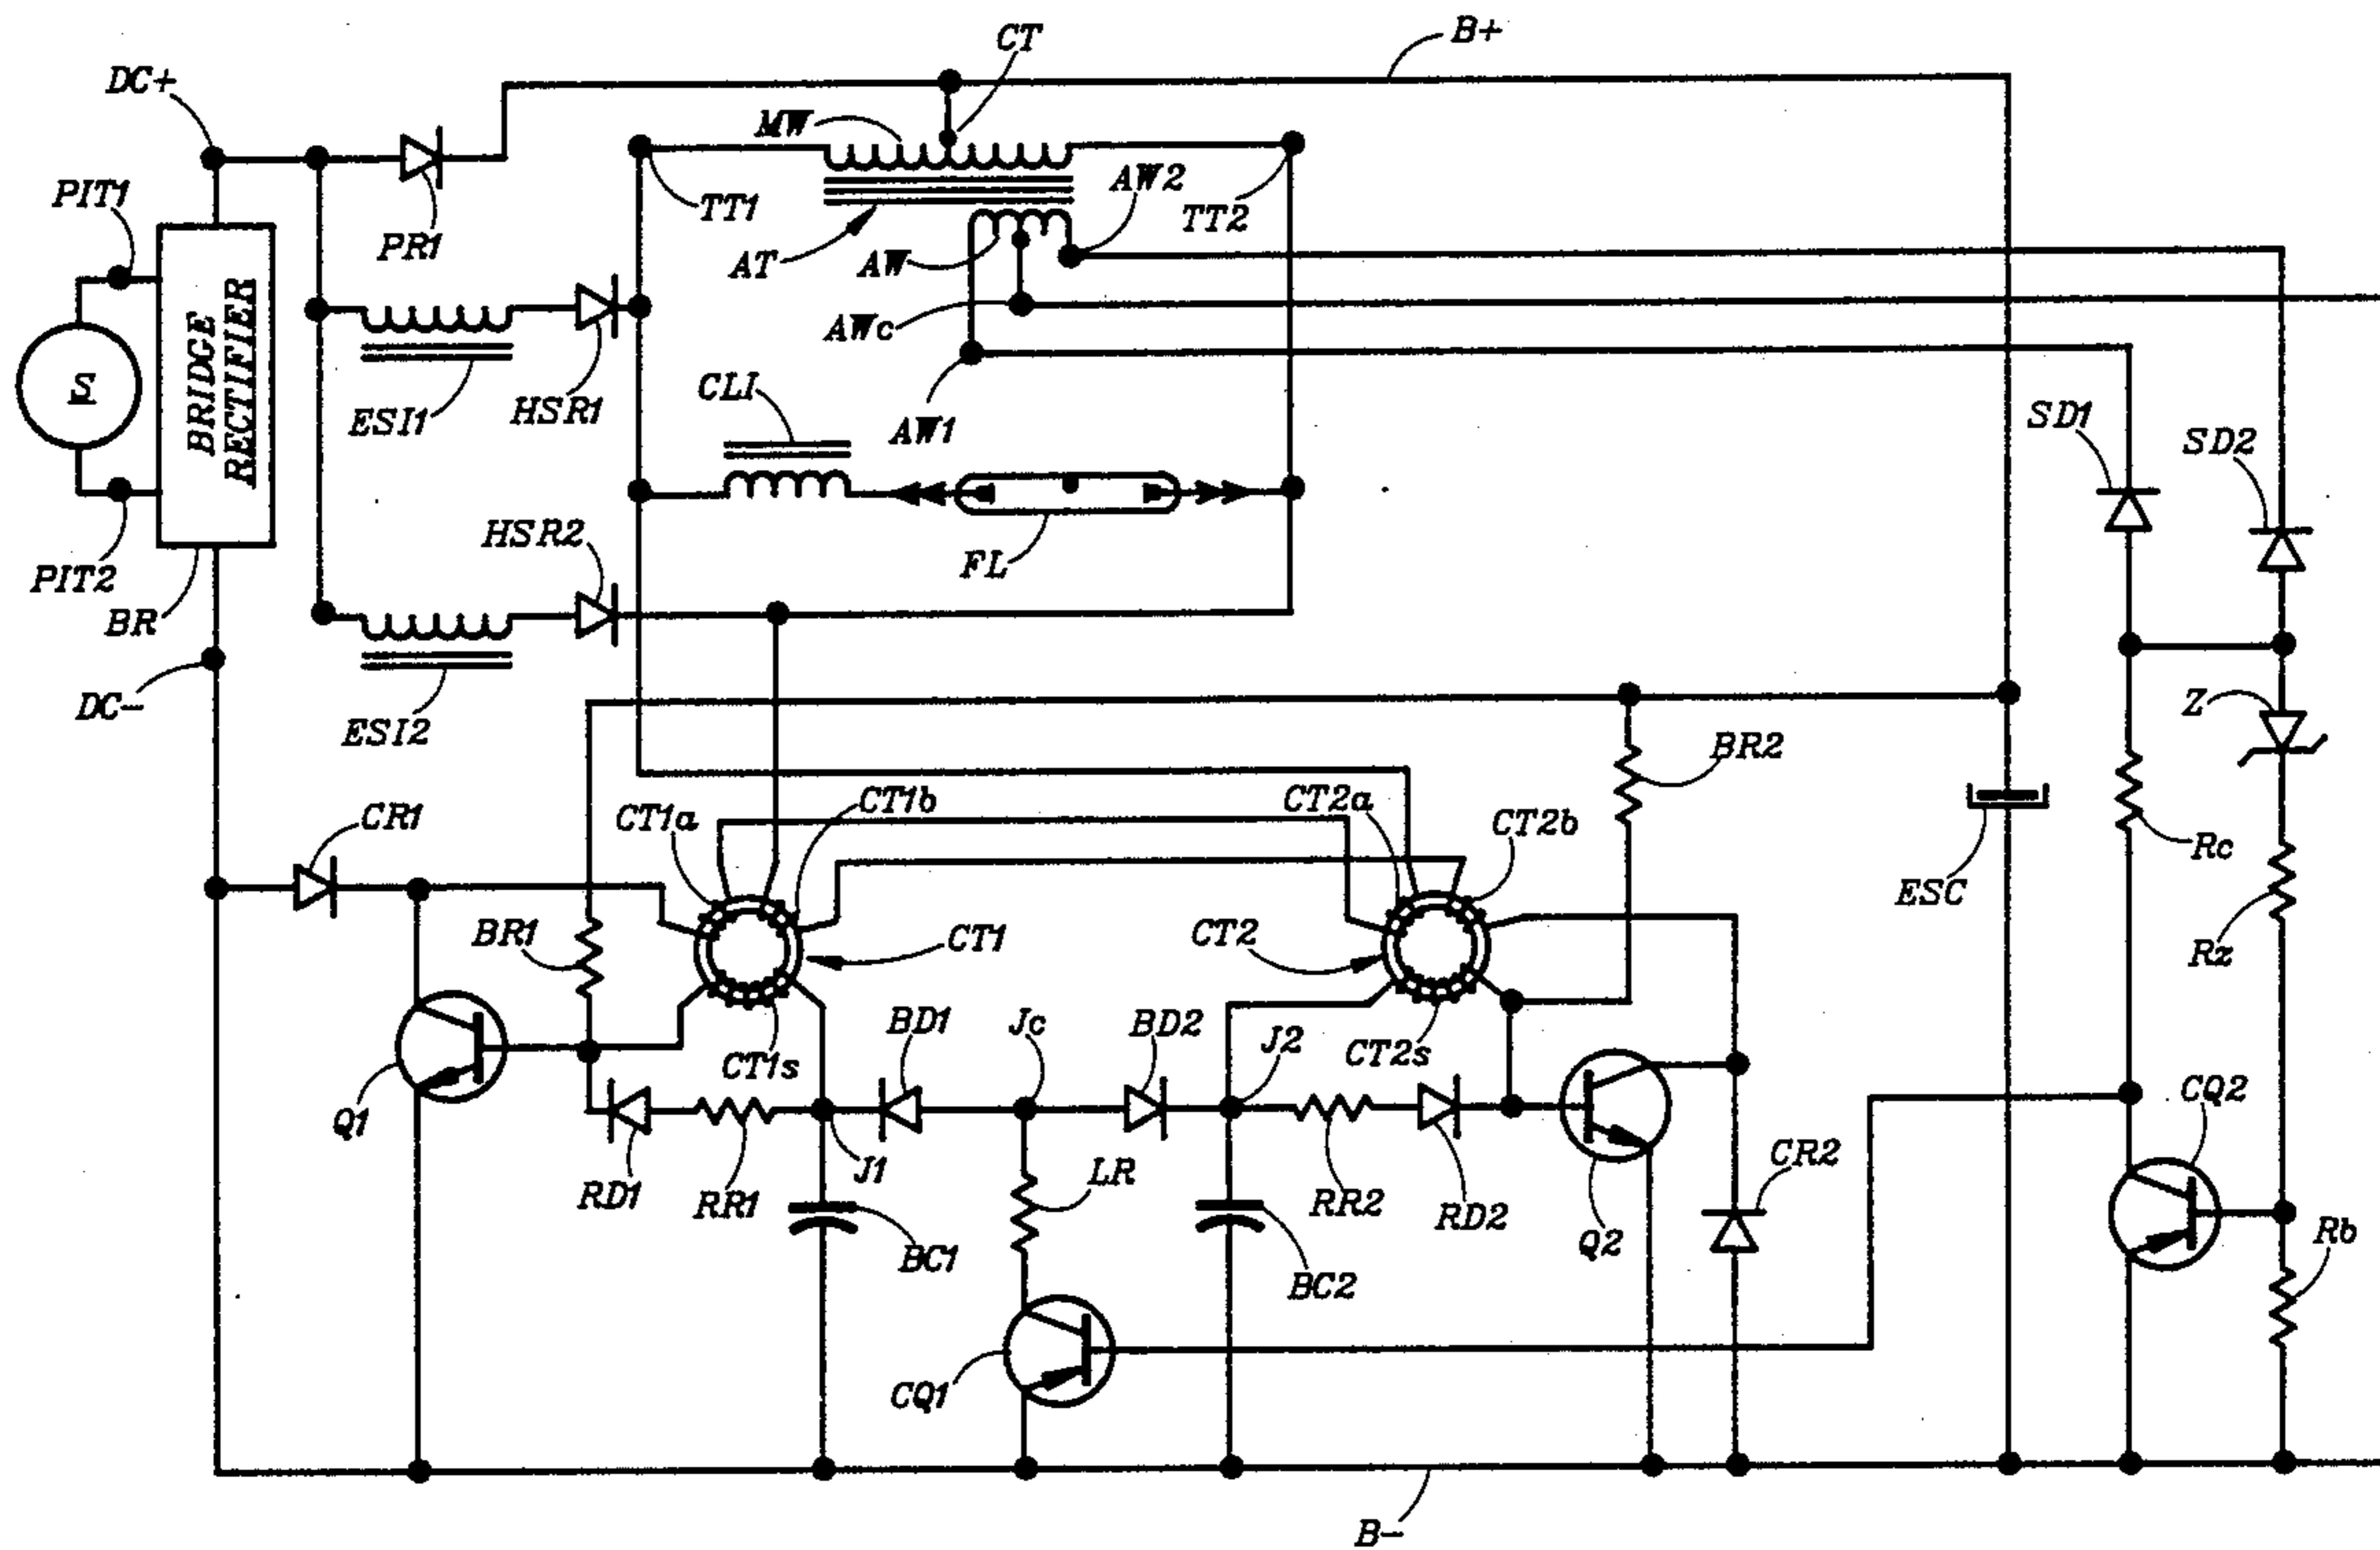 CT
B+
DC+
MW
PIT1
TT1
AW2
TT2
PR1
AT
AW
AWc
S
BRIDGE
RECTIFIER
CLI
ESI1
HSR1
AW1
SD1
SD2
HSR2
PIT2
FL
BR
DC-
ESI2
Z
BR2
CR1
CT1a
CT1b
CT2a
CT2b
Rc
ESC
BR1
CT1
CT2
Rz
BD1
Jc
BD2
J2
CT1s
CT2s
Q1
CQ2
RD1
RR1
J1
LR
RR2
RD2
CR2
BC1
BC2
Q2
Rb
CQ1
B-